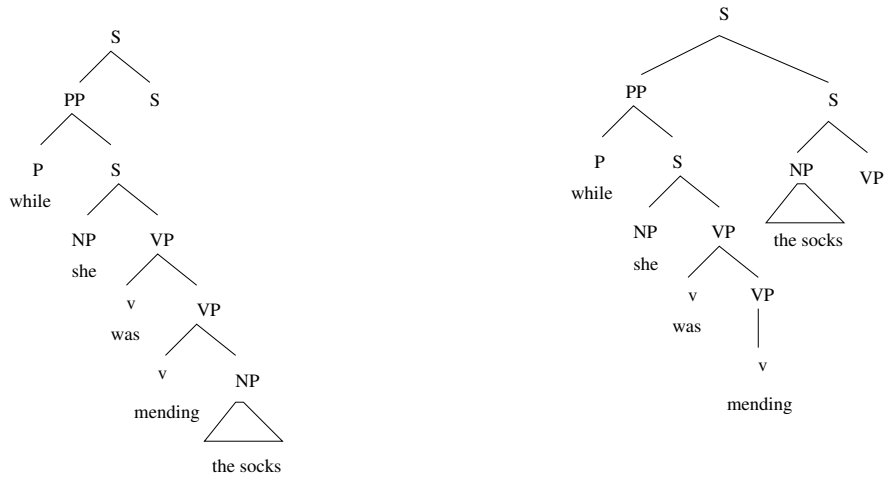 S
PP S
P S
while
NP VP
she
v VP
was
v NP
mending
the socks
S
PP S
P S NP VP
while
NP VP the socks
she
v VP
was
v
mending